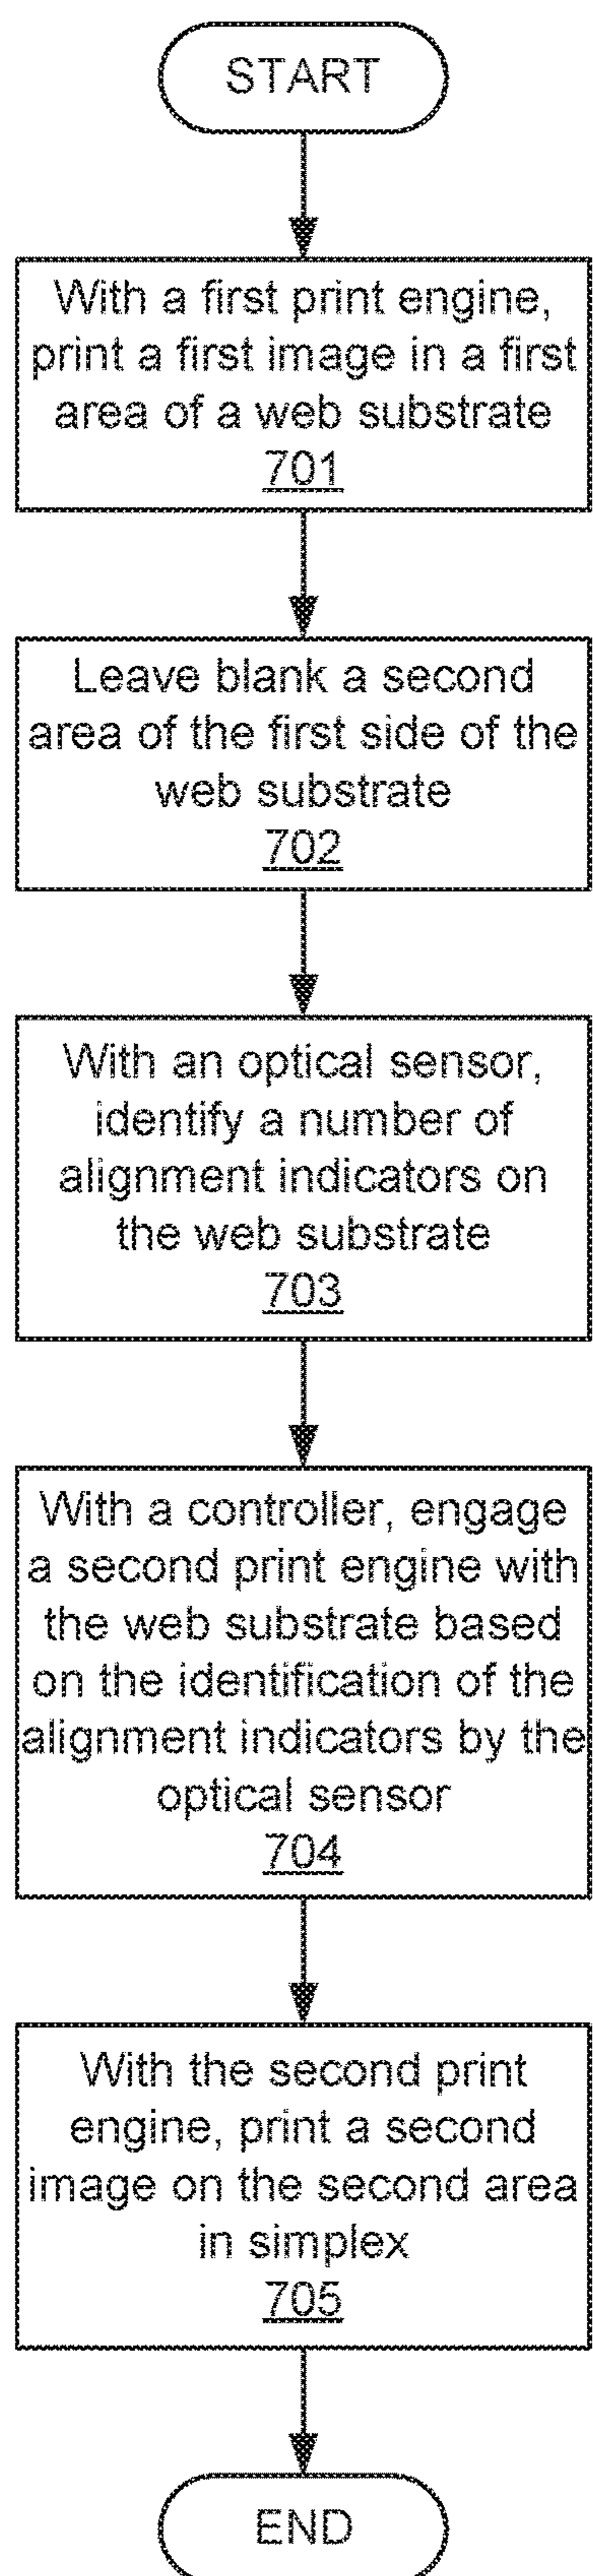 START
With a first print engine,
print a first image in a first
area of a web substrate
701
Leave blank a second
area of the first side of the
web substrate
702
With an optical sensor,
identify a number of
alignment indicators on
the web substrate
703
With a controller, engage
a second print engine with
the web substrate based
on the identification of the
alignment indicators by the
optical sensor
704
With the second print
engine, print a second
image on the second area
in simplex
705
END